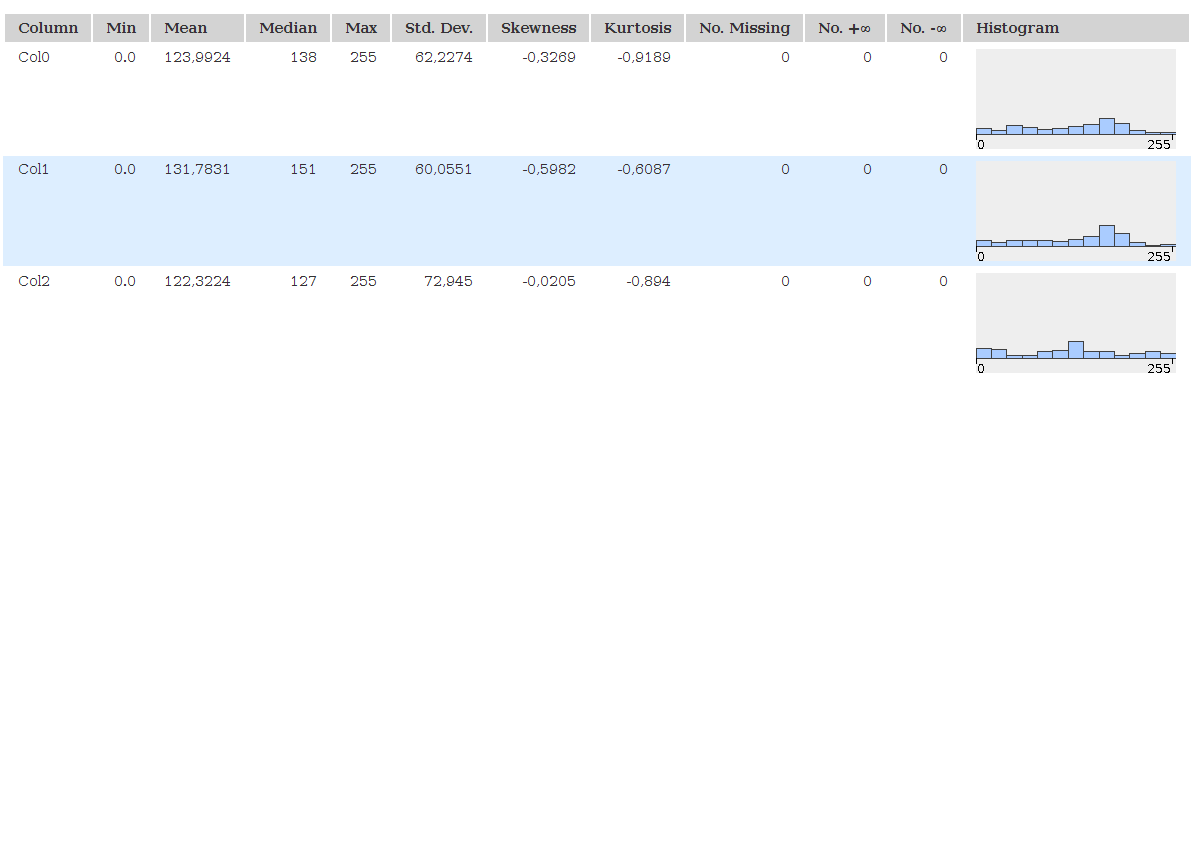 Column Min Mean Median Max Std. Dev. Skewness Kurtosis No. Missing No. +∞ No. -∞ Histogram
Col0 0.0 123,9924 138 255 62,2274 -0,3269 -0,9189 0 0 0
0 255
Col1 0.0 131,7831 151 255 60,0551 -0,5982 -0,6087 0 0 0
0 255
Col2 0.0 122,3224 127 255 72,945 -0,0205 -0,894 0 0 0
0 255